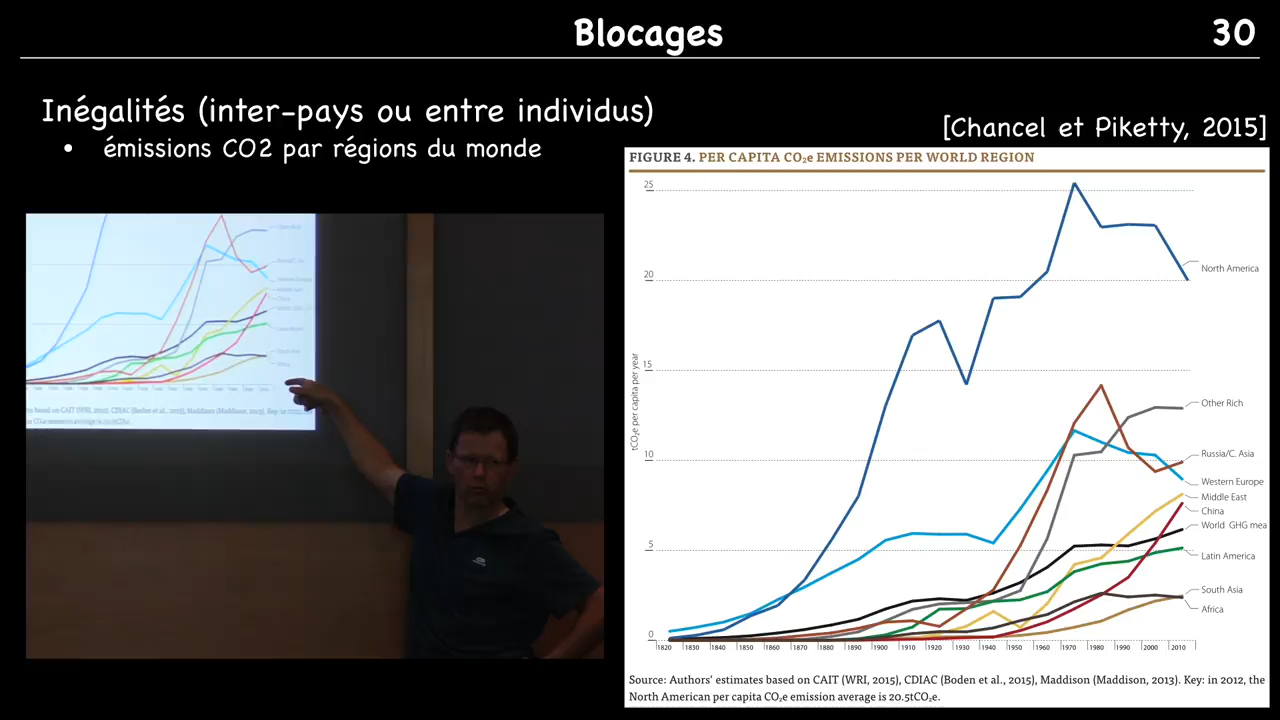 Blocages
30
Inégalités (inter-pays ou entre individus)
• émissions CO2 par régions du monde
[Chancel et Piketty, 2015]
FIGURE 4. PER CAPITA CO₂e EMISSIONS PER WORLD REGION
25
20
15
10
5
0
tCO₂e per capita per year
North America
Other Rich
Russia/C. Asia
Western Europe
Middle East
China
World GHG mea
Latin America
South Asia
Africa
1820 1830 1840 1850 1860 1870 1880 1890 1900 1910 1920 1930 1940 1950 1960 1970 1980 1990 2000 2010
Source: Authors' estimates based on CAIT (WRI, 2015), CDIAC (Boden et al., 2015), Maddison (Maddison, 2013). Key: in 2012, the
North American per capita CO₂e emission average is 20.5tCO₂e.